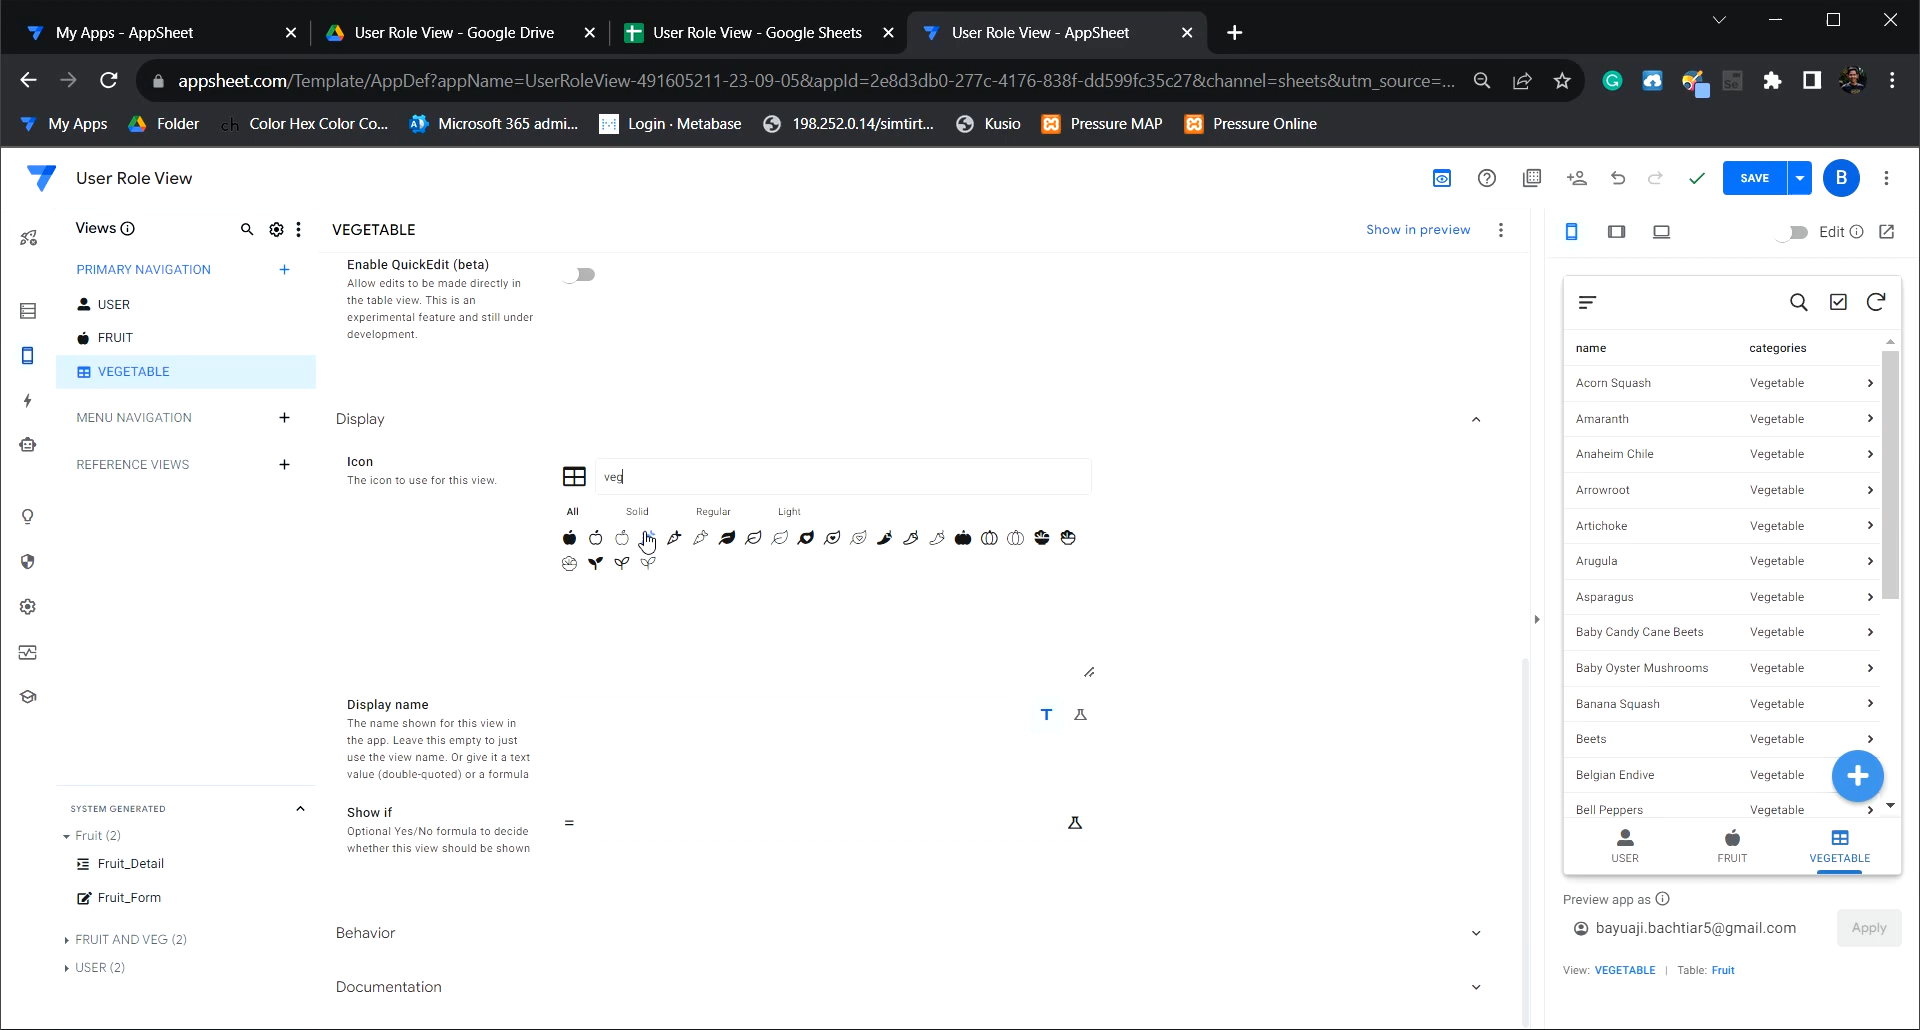 My Apps - AppSheet
User Role View - Google Drive
User Role View - Google Sheets
User Role View - AppSheet
appsheet.com/Template/AppDef?appName=UserRoleView-491605211-23-09-05&appId=2e8d3db0-277c-4176-838f-dd599fc35c27&channel=sheets&utm_source=...
My Apps
Folder
ch Color Hex Color Co...
Microsoft 365 admi...
Login · Metabase
198.252.0.14/simtirt...
Kusio
Pressure MAP
Pressure Online
User Role View
SAVE
B
Views
PRIMARY NAVIGATION
USER
FRUIT
VEGETABLE
MENU NAVIGATION
REFERENCE VIEWS
SYSTEM GENERATED
Fruit (2)
Fruit_Detail
Fruit_Form
FRUIT AND VEG (2)
USER (2)
VEGETABLE
Show in preview
Enable QuickEdit (beta)
Allow edits to be made directly in
the table view. This is an
experimental feature and still under
development.
Display
Icon
The icon to use for this view.
veg
All Solid Regular Light
Display name
The name shown for this view in
the app. Leave this empty to just
use the view name. Or give it a text
value (double-quoted) or a formula
T
Show if
Optional Yes/No formula to decide
whether this view should be shown
=
Behavior
Documentation
Edit
name categories
Acorn Squash Vegetable
Amaranth Vegetable
Anaheim Chile Vegetable
Arrowroot Vegetable
Artichoke Vegetable
Arugula Vegetable
Asparagus Vegetable
Baby Candy Cane Beets Vegetable
Baby Oyster Mushrooms Vegetable
Banana Squash Vegetable
Beets Vegetable
Belgian Endive Vegetable
Bell Peppers Vegetable
USER FRUIT VEGETABLE
Preview app as
bayuaji.bachtiar5@gmail.com
Apply
View: VEGETABLE | Table: Fruit